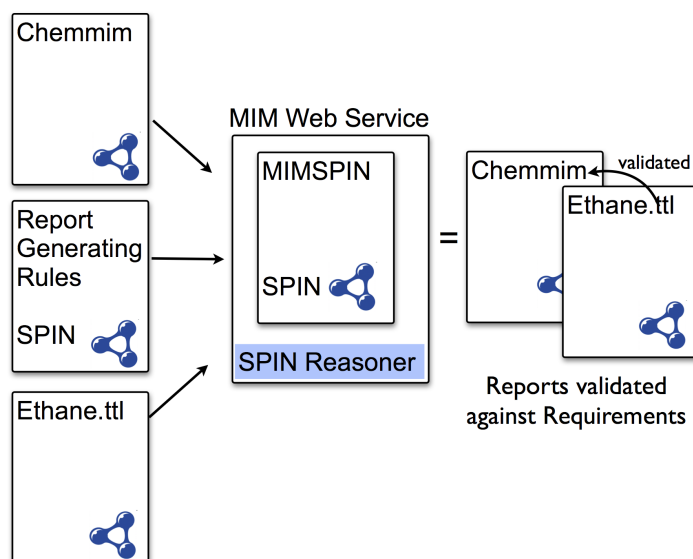 Chemmim
Report
Generating
Rules
SPIN
Ethane.ttl
MIM Web Service
MIMSPIN
SPIN
SPIN Reasoner
=
Chemmim
validated
Ethane.ttl
Reports validated
against Requirements